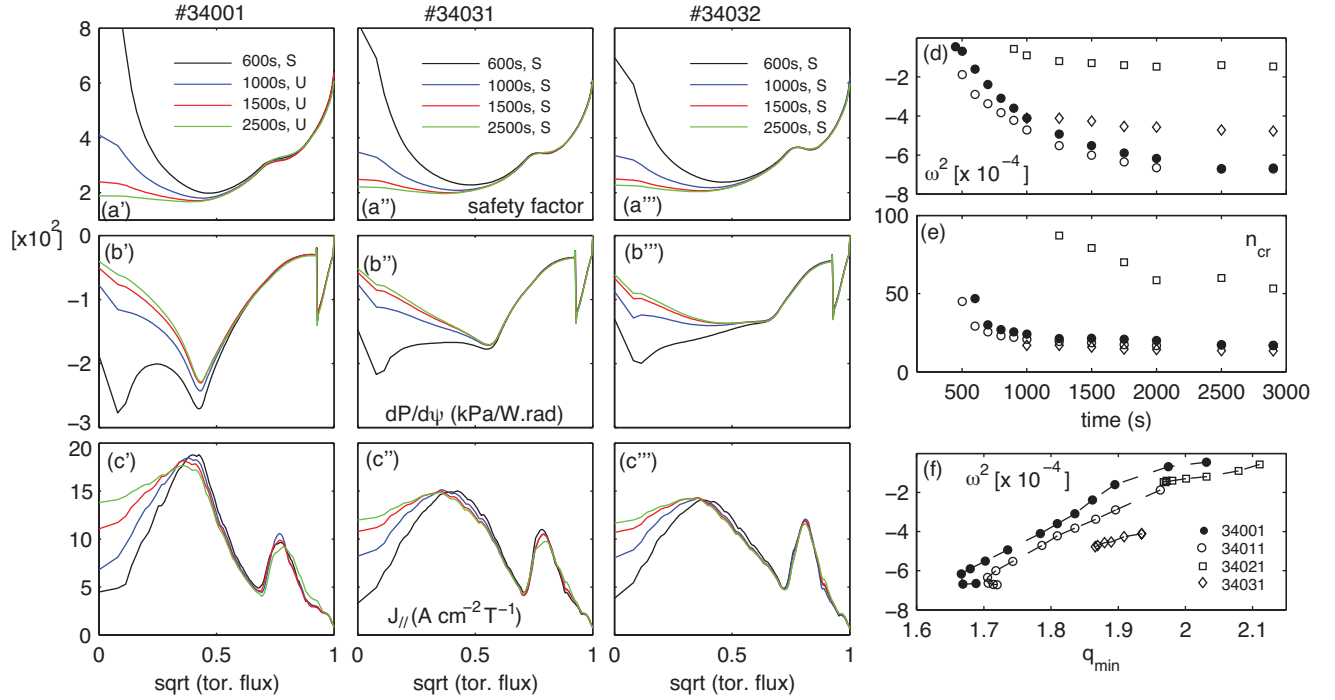 #34001 #34031 #34032
8
6
4
2
600s, S
1000s, U
1500s, U
2500s, U
(a')
600s, S
1000s, S
1500s, S
2500s, S
(a'') safety factor
600s, S
1000s, S
1500s, S
2500s, S
(a''')
[x10²]
0
−1
−2
−3
(b')
(b'')
dP/dψ (kPa/W.rad)
(b''')
20
15
10
5
0
(c')
(c'')
J// (A cm⁻² T⁻¹)
(c''')
0 0.5 1 0 0.5 1 0 0.5 1
sqrt (tor. flux) sqrt (tor. flux) sqrt (tor. flux)
(d)
−2
−4
−6
−8
ω² [x 10⁻⁴]
(e) n_cr
100
50
0
500 1000 1500 2000 2500 3000
time (s)
(f) ω² [x 10⁻⁴]
−2
−4
−6
−8
34001
34011
34021
34031
1.6 1.7 1.8 1.9 2 2.1
q_min